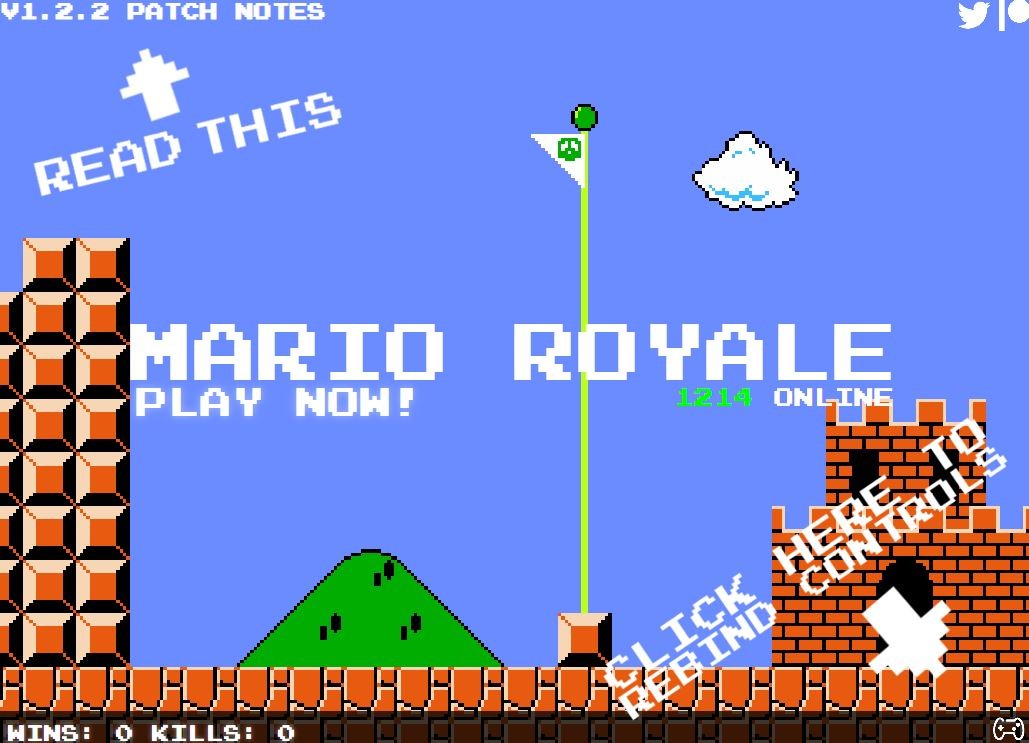 V1.2.2 PATCH NOTES
READ THIS
MARIO ROYALE
PLAY NOW!
1214 ONLINE
CLICK HERE TO
REBIND CONTROLS
WINS: 0 KILLS: 0